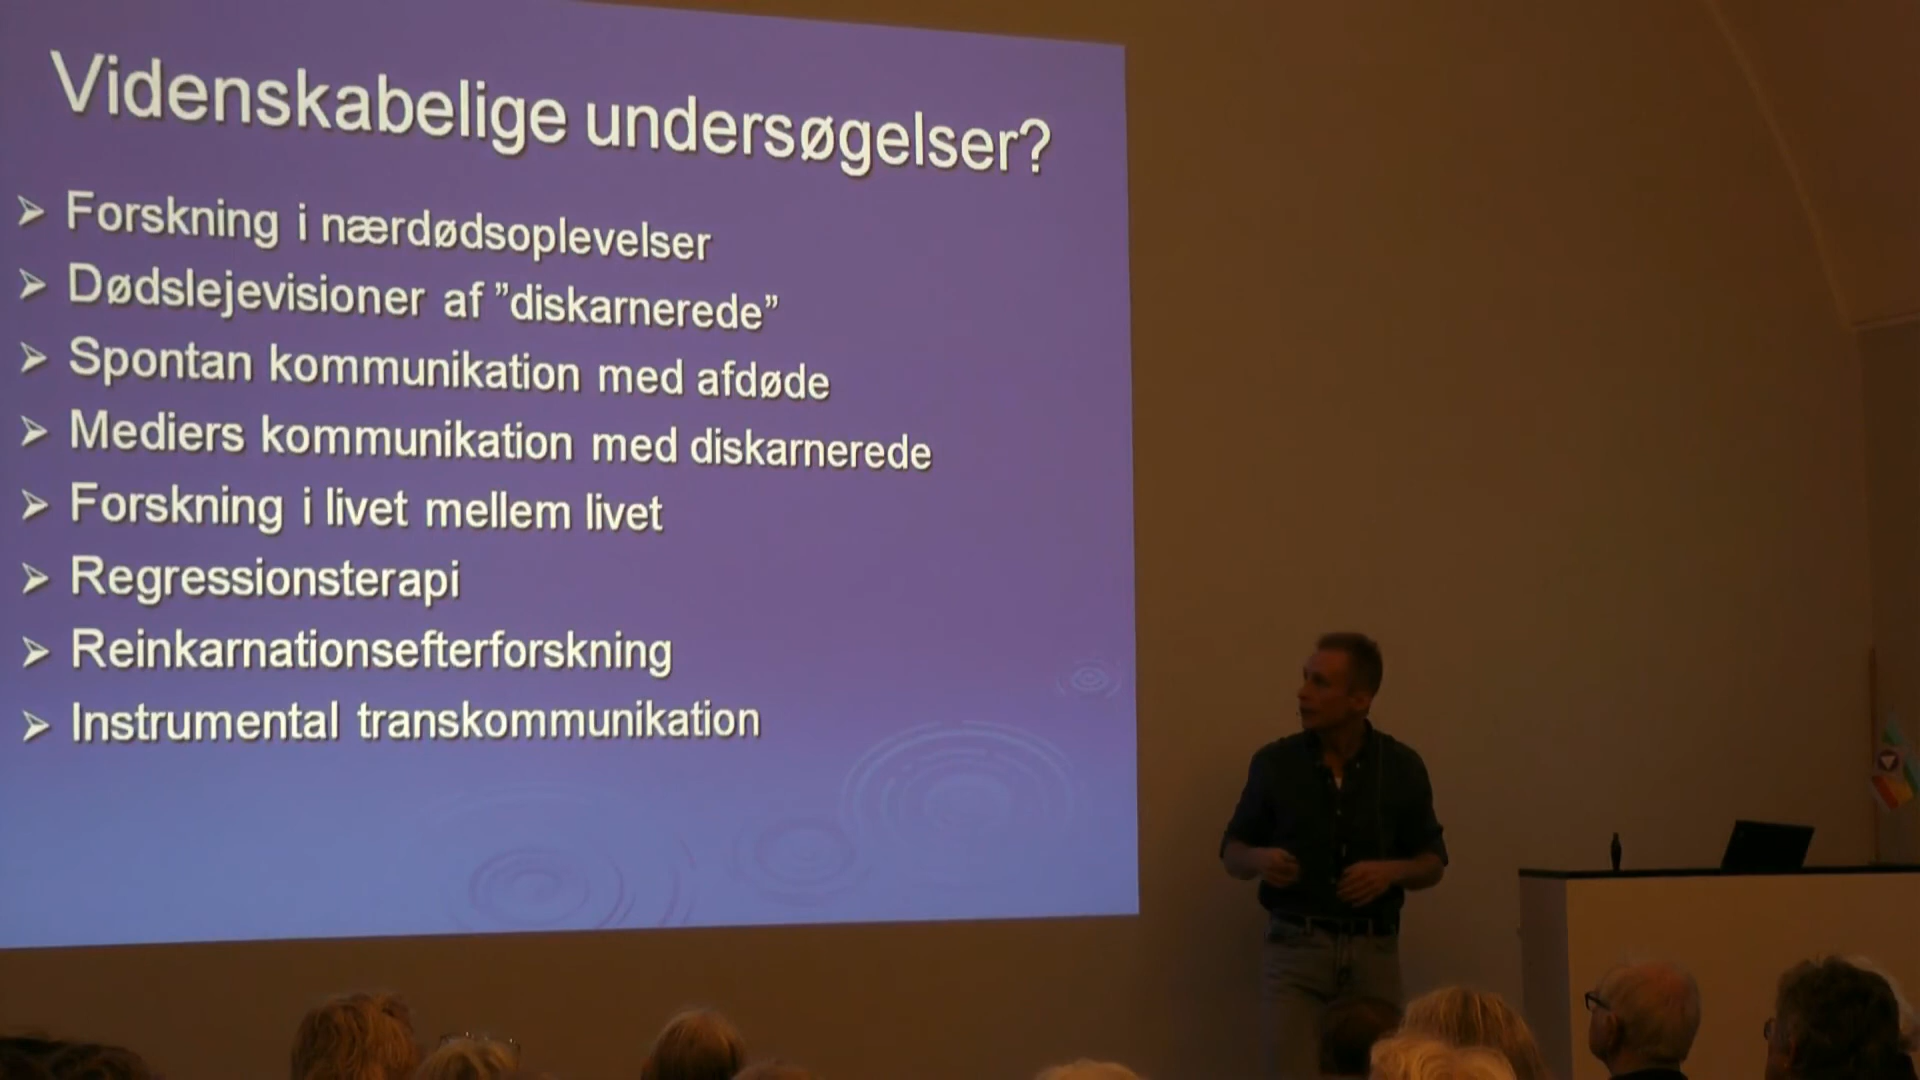 Videnskabelige undersøgelser?
Forskning i nærdødsoplevelser
Dødslejevisioner af ”diskarnerede”
Spontan kommunikation med afdøde
Mediers kommunikation med diskarnerede
Forskning i livet mellem livet
Regressionsterapi
Reinkarnationsefterforskning
Instrumental transkommunikation